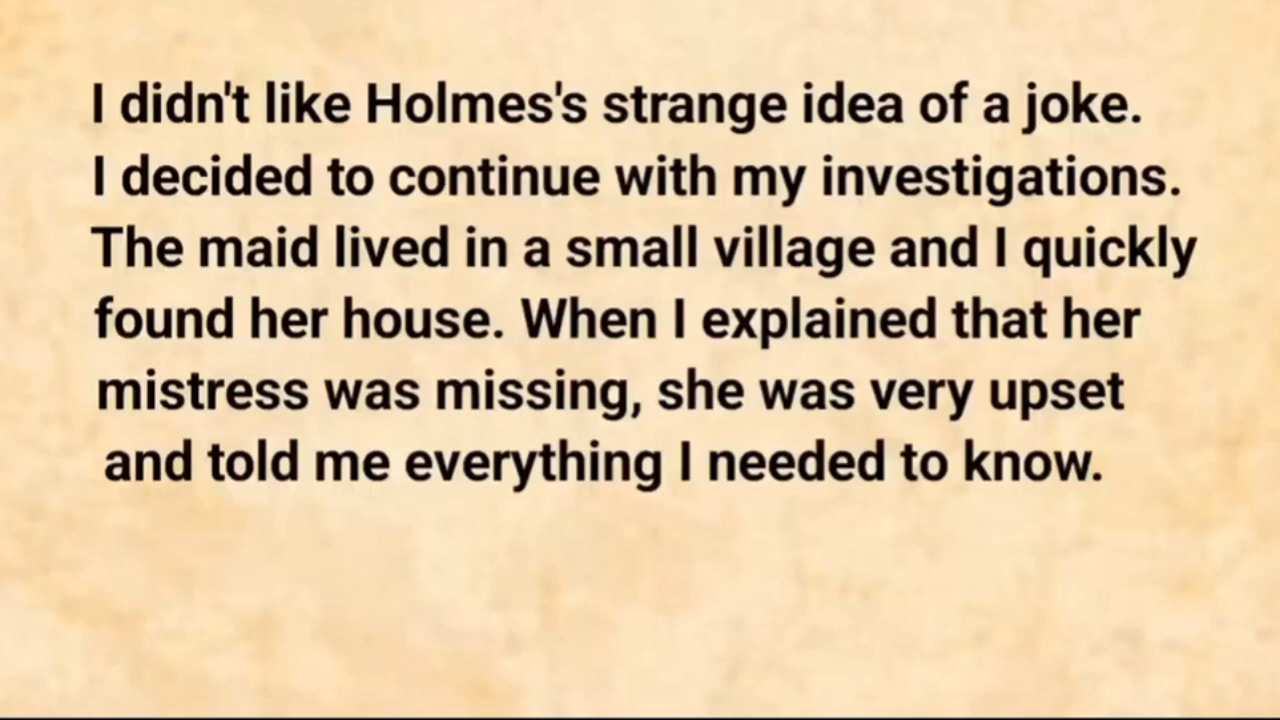 I didn't like Holmes's strange idea of a joke.
I decided to continue with my investigations.
The maid lived in a small village and I quickly
found her house. When I explained that her
mistress was missing, she was very upset
and told me everything I needed to know.